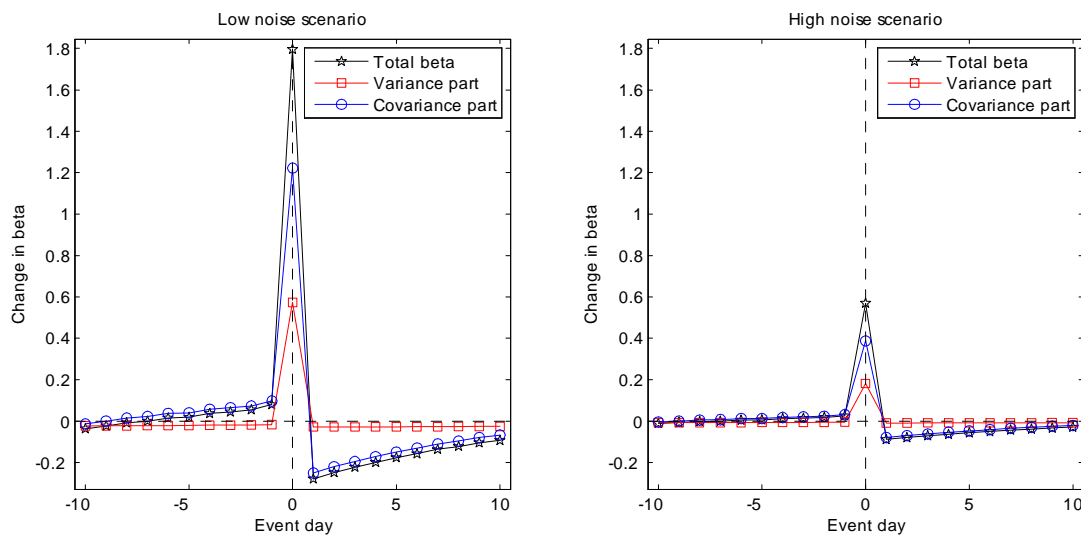 Low noise scenario
Change in beta
1.8
1.6
1.4
1.2
1
0.8
0.6
0.4
0.2
0
-0.2
Total beta
Variance part
Covariance part
-10
-5
0
5
10
Event day
High noise scenario
Change in beta
1.8
1.6
1.4
1.2
1
0.8
0.6
0.4
0.2
0
-0.2
Total beta
Variance part
Covariance part
-10
-5
0
5
10
Event day